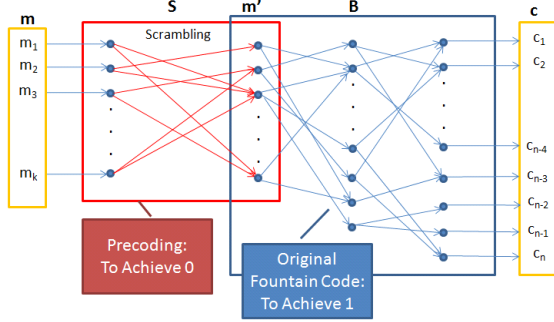 m
S
m'
B
c
Scrambling
m1
m2
m3
mk
c1
c2
cn-4
cn-3
cn-2
cn-1
cn
Precoding:
To Achieve 0
Original
Fountain Code:
To Achieve 1